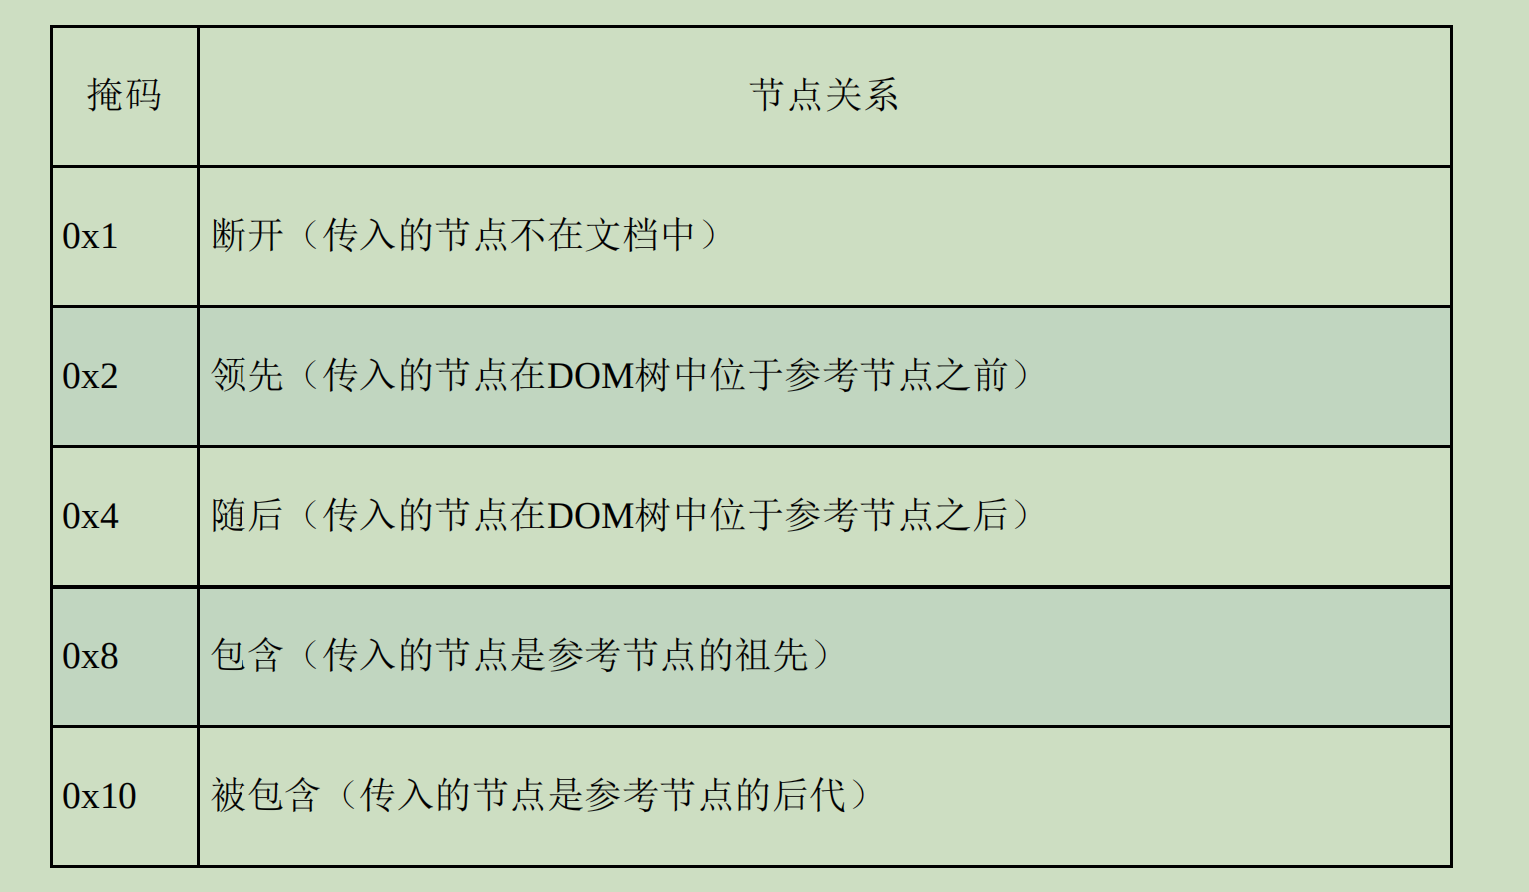 掩码 节点关系
0x1 断开（传入的节点不在文档中）
0x2 领先（传入的节点在DOM树中位于参考节点之前）
0x4 随后（传入的节点在DOM树中位于参考节点之后）
0x8 包含（传入的节点是参考节点的祖先）
0x10 被包含（传入的节点是参考节点的后代）